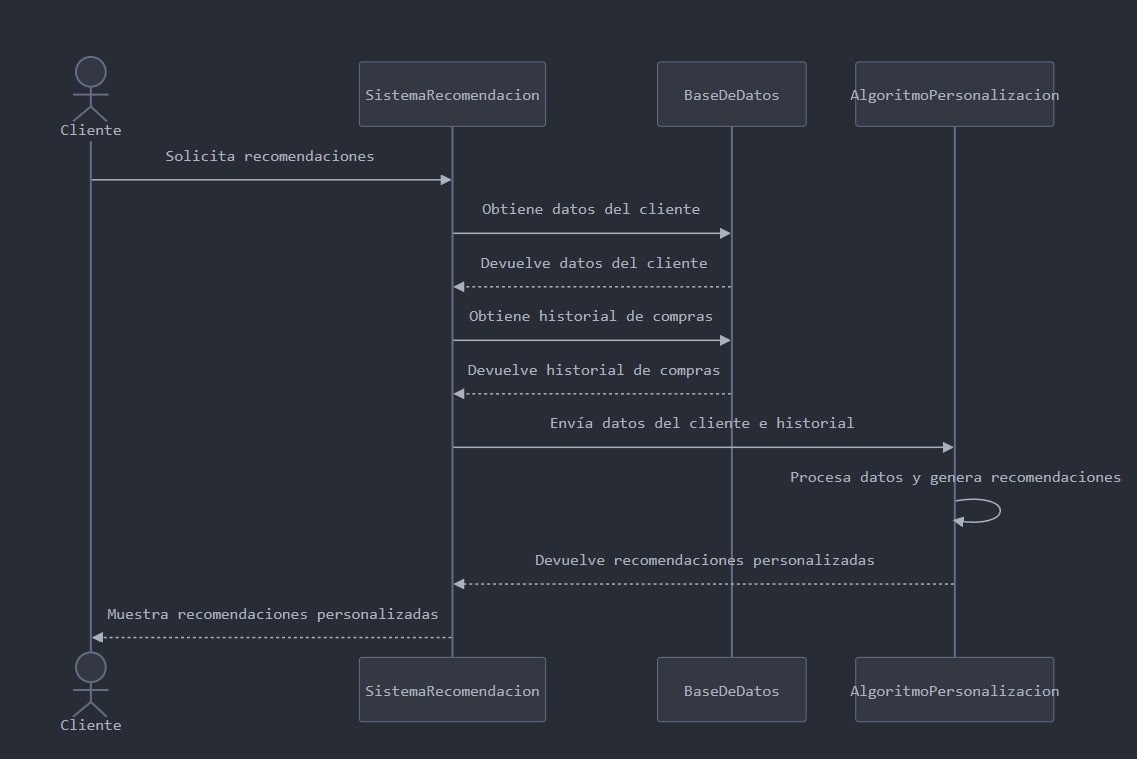 SistemaRecomendacion
BaseDeDatos
AlgoritmoPersonalizacion
Cliente
Solicita recomendaciones
Obtiene datos del cliente
Devuelve datos del cliente
Obtiene historial de compras
Devuelve historial de compras
Envía datos del cliente e historial
Procesa datos y genera recomendaciones
Devuelve recomendaciones personalizadas
Muestra recomendaciones personalizadas
SistemaRecomendacion
BaseDeDatos
AlgoritmoPersonalizacion
Cliente